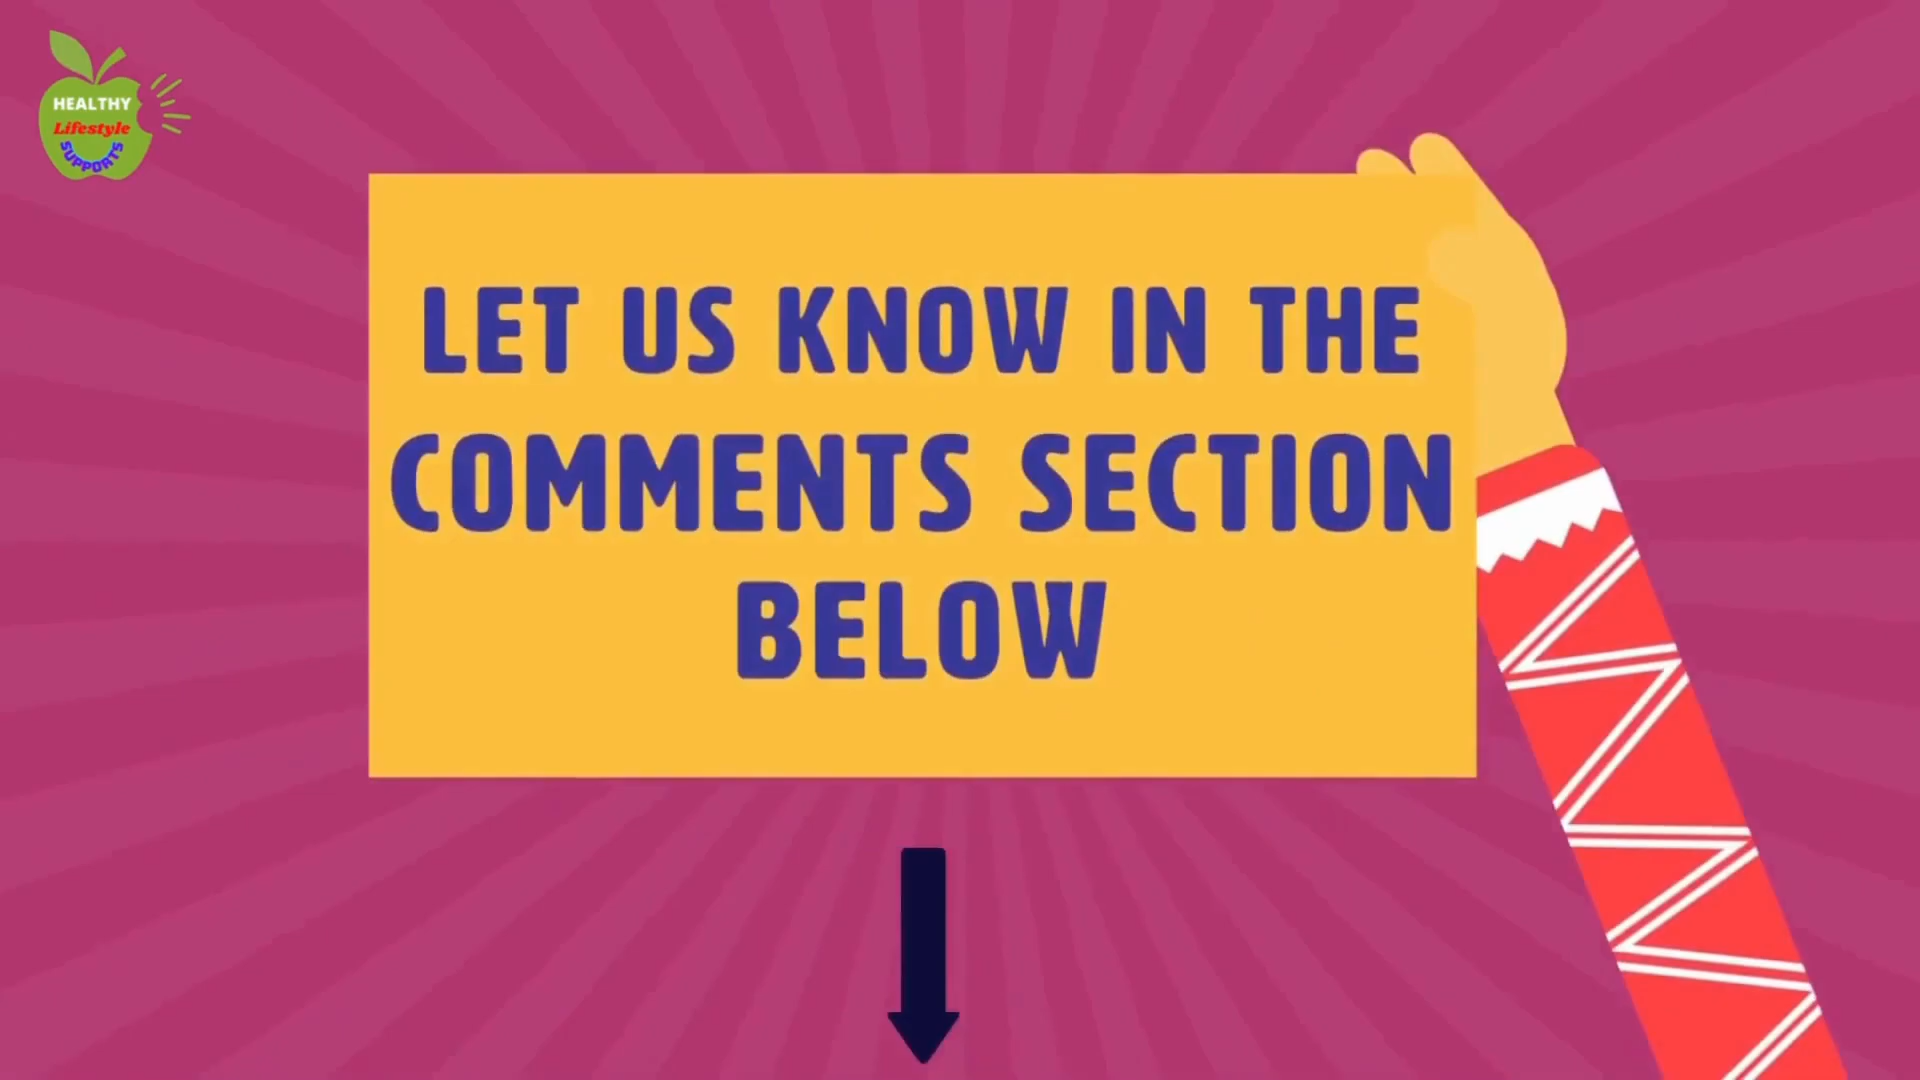 HEALTHY
Lifestyle
SUPPORTS
LET US KNOW IN THE
COMMENTS SECTION
BELOW